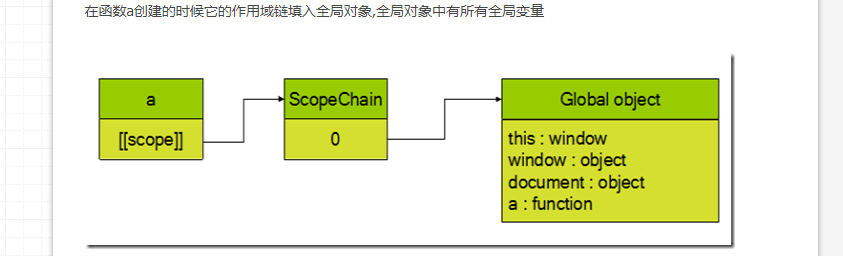 在函数a创建的时候它的作用域链填入全局对象,全局对象中有所有全局变量
a
[[scope]]
ScopeChain
0
Global object
this : window
window : object
document : object
a : function